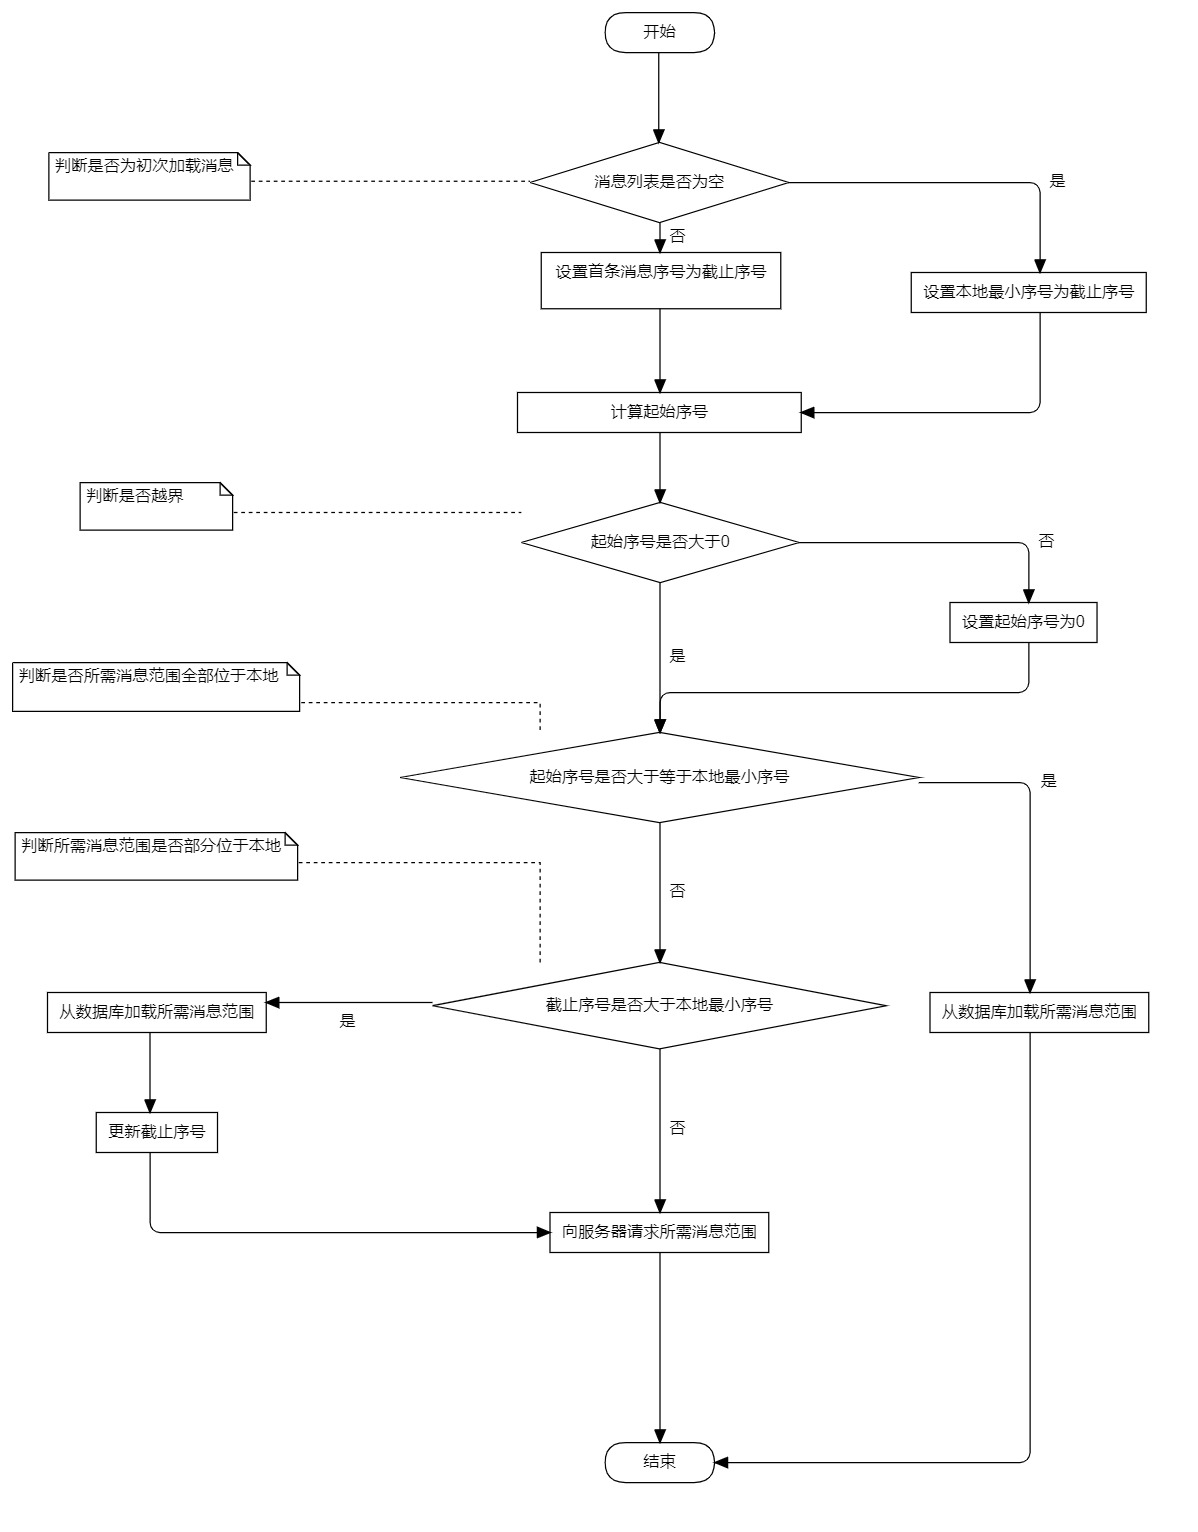 开始
判断是否为初次加载消息
消息列表是否为空
是
否
设置首条消息序号为截止序号
设置本地最小序号为截止序号
计算起始序号
判断是否越界
起始序号是否大于0
否
设置起始序号为0
是
判断是否所需消息范围全部位于本地
起始序号是否大于等于本地最小序号
是
判断所需消息范围是否部分位于本地
否
截止序号是否大于本地最小序号
从数据库加载所需消息范围
是
从数据库加载所需消息范围
更新截止序号
否
向服务器请求所需消息范围
结束